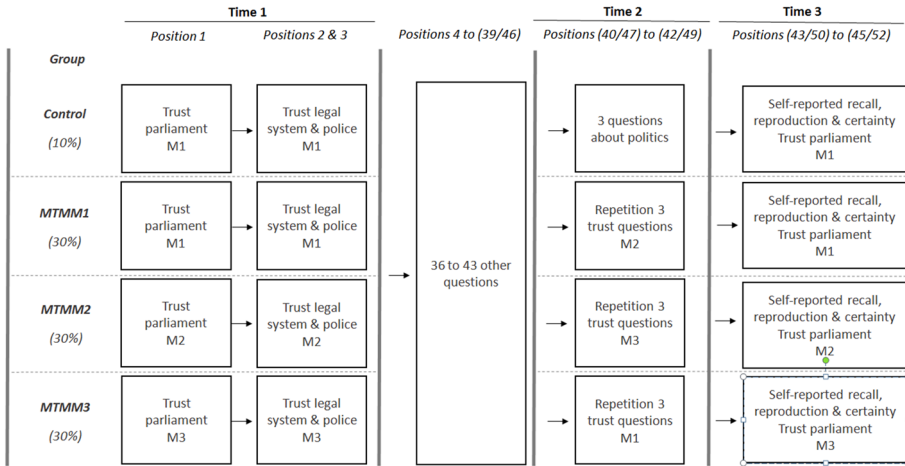 Time 1
Time 2
Time 3
Position 1
Positions 2 & 3
Positions 4 to (39/46)
Positions (40/47) to (42/49)
Positions (43/50) to (45/52)
Group
Control
(10%)
Trust
parliament
M1
Trust legal
system & police
M1
3 questions
about politics
Self-reported recall,
reproduction & certainty
Trust parliament
M1
MTMM1
(30%)
Trust
parliament
M1
Trust legal
system & police
M1
36 to 43 other
questions
Repetition 3
trust questions
M2
Self-reported recall,
reproduction & certainty
Trust parliament
M1
MTMM2
(30%)
Trust
parliament
M2
Trust legal
system & police
M2
Repetition 3
trust questions
M3
Self-reported recall,
reproduction & certainty
Trust parliament
M2
MTMM3
(30%)
Trust
parliament
M3
Trust legal
system & police
M3
Repetition 3
trust questions
M1
Self-reported recall,
reproduction & certainty
Trust parliament
M3